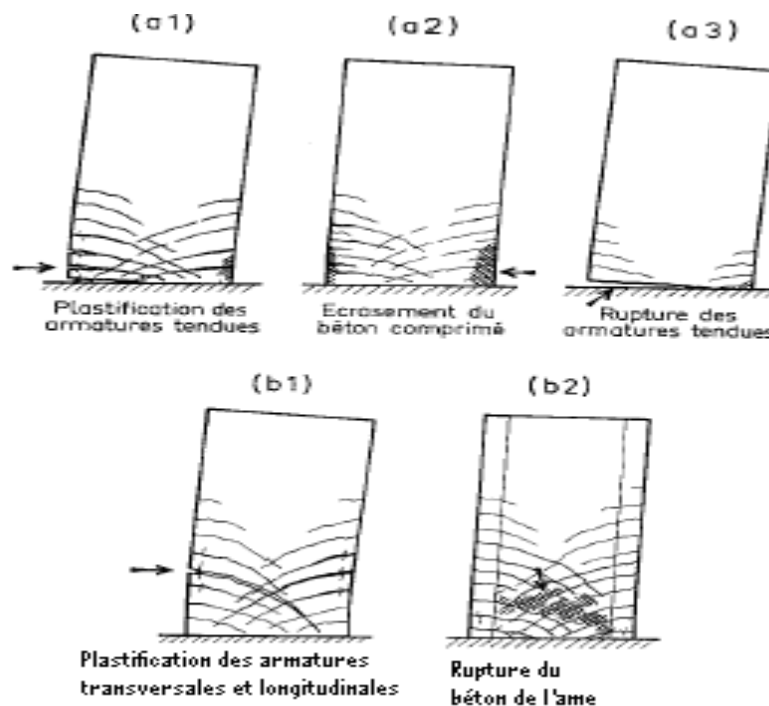 (a1)
(a2)
(a3)
Plastification des
armatures tendues
Ecrasement du
béton comprimé
Rupture des
armatures tendues
(b1)
(b2)
Plastification des armatures
transversales et longitudinales
Rupture du
béton de l'ame